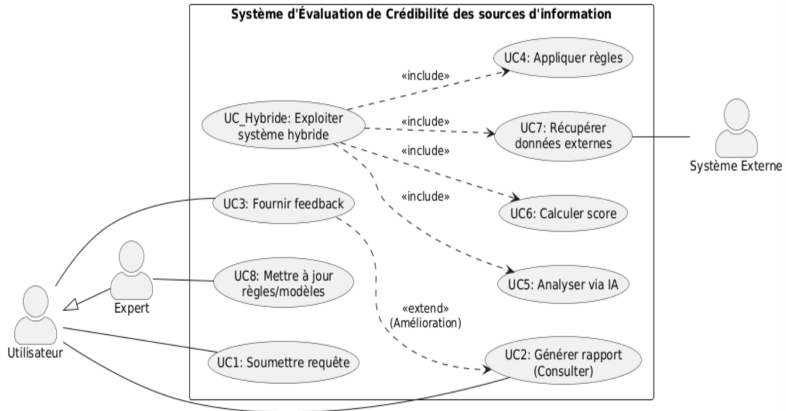 Système d'Évaluation de Crédibilité des sources d'information
UC4: Appliquer règles
«include»
UC_Hybride: Exploiter
système hybride
«include»
UC7: Récupérer
données externes
«include»
Système Externe
«include»
UC3: Fournir feedback
UC6: Calculer score
UC8: Mettre à jour
règles/modèles
UC5: Analyser via IA
Expert
«extend»
(Amélioration)
Utilisateur
UC1: Soumettre requête
UC2: Générer rapport
(Consulter)